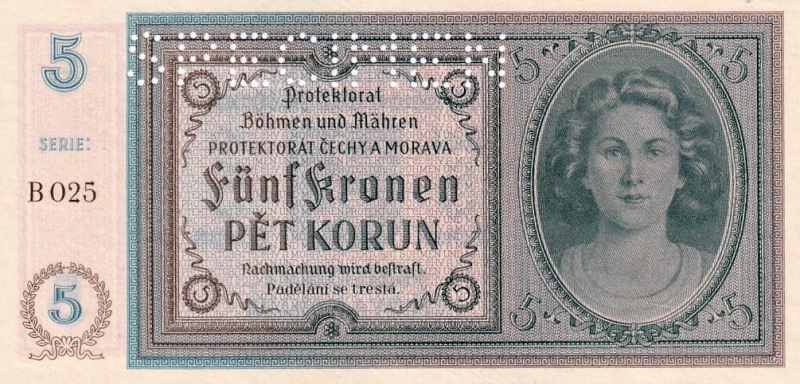 5
SERIE:
B 025
5
SPECIMEN
5 5
Protektorat
Böhmen und Mähren
PROTEKTORÁT ČECHY A MORAVA
Fünf Kronen
PĚT KORUN
Nachmachung wird bestraft.
Padělání se trestá.
5 5